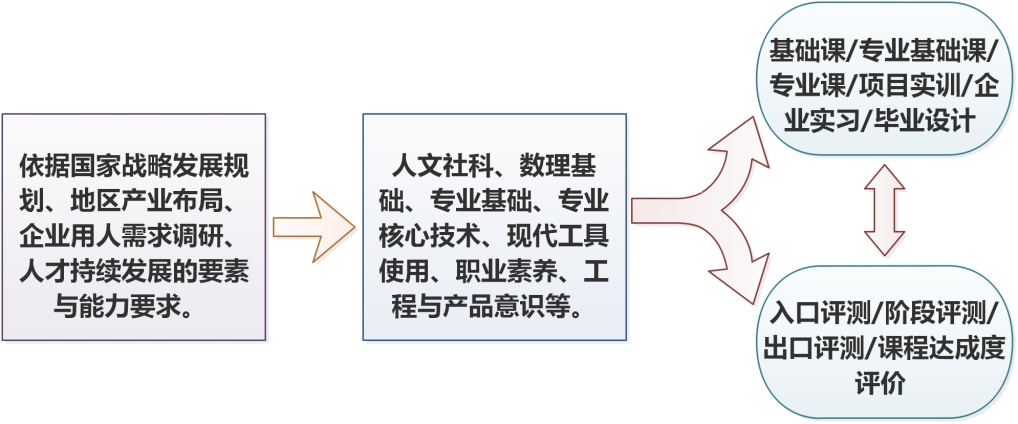 依据国家战略发展规
划、地区产业布局、
企业用人需求调研、
人才持续发展的要素
与能力要求。
人文社科、数理基
础、专业基础、专业
核心技术、现代工具
使用、职业素养、工
程与产品意识等。
基础课/专业基础课/
专业课/项目实训/企
业实习/毕业设计
入口评测/阶段评测/
出口评测/课程达成度
评价